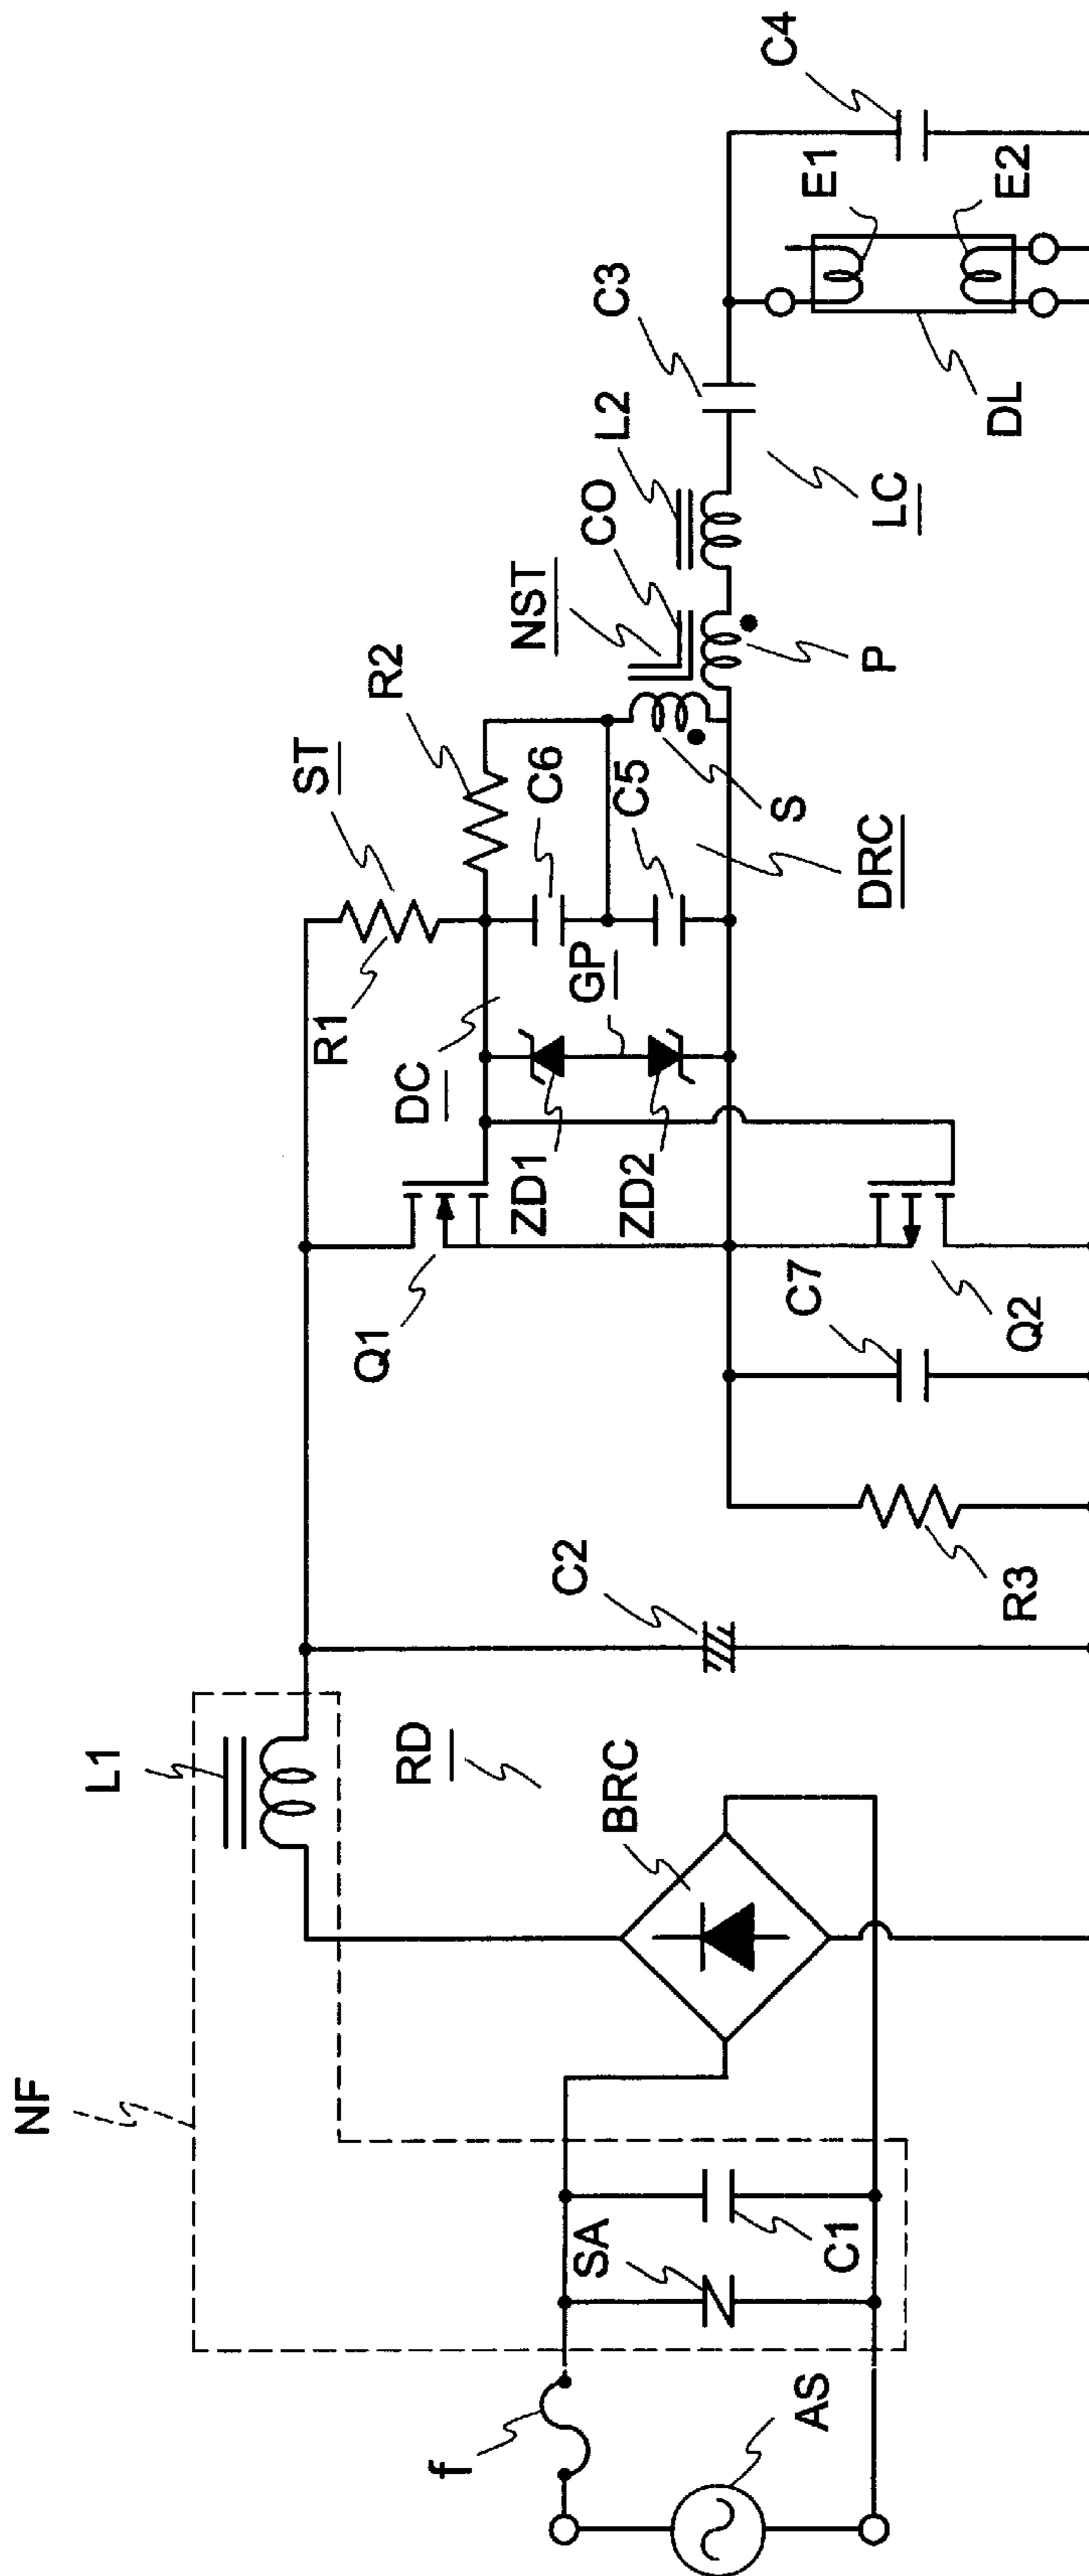 NF
L1
f
SA
C1
AS
RD
BRC
C2
Q1
R3
C7
Q2
DC
R1
ST
R2
ZD1
ZD2
GP
C6
C5
S
DRC
NST
CO
L2
P
LC
C3
DL
E1
E2
C4